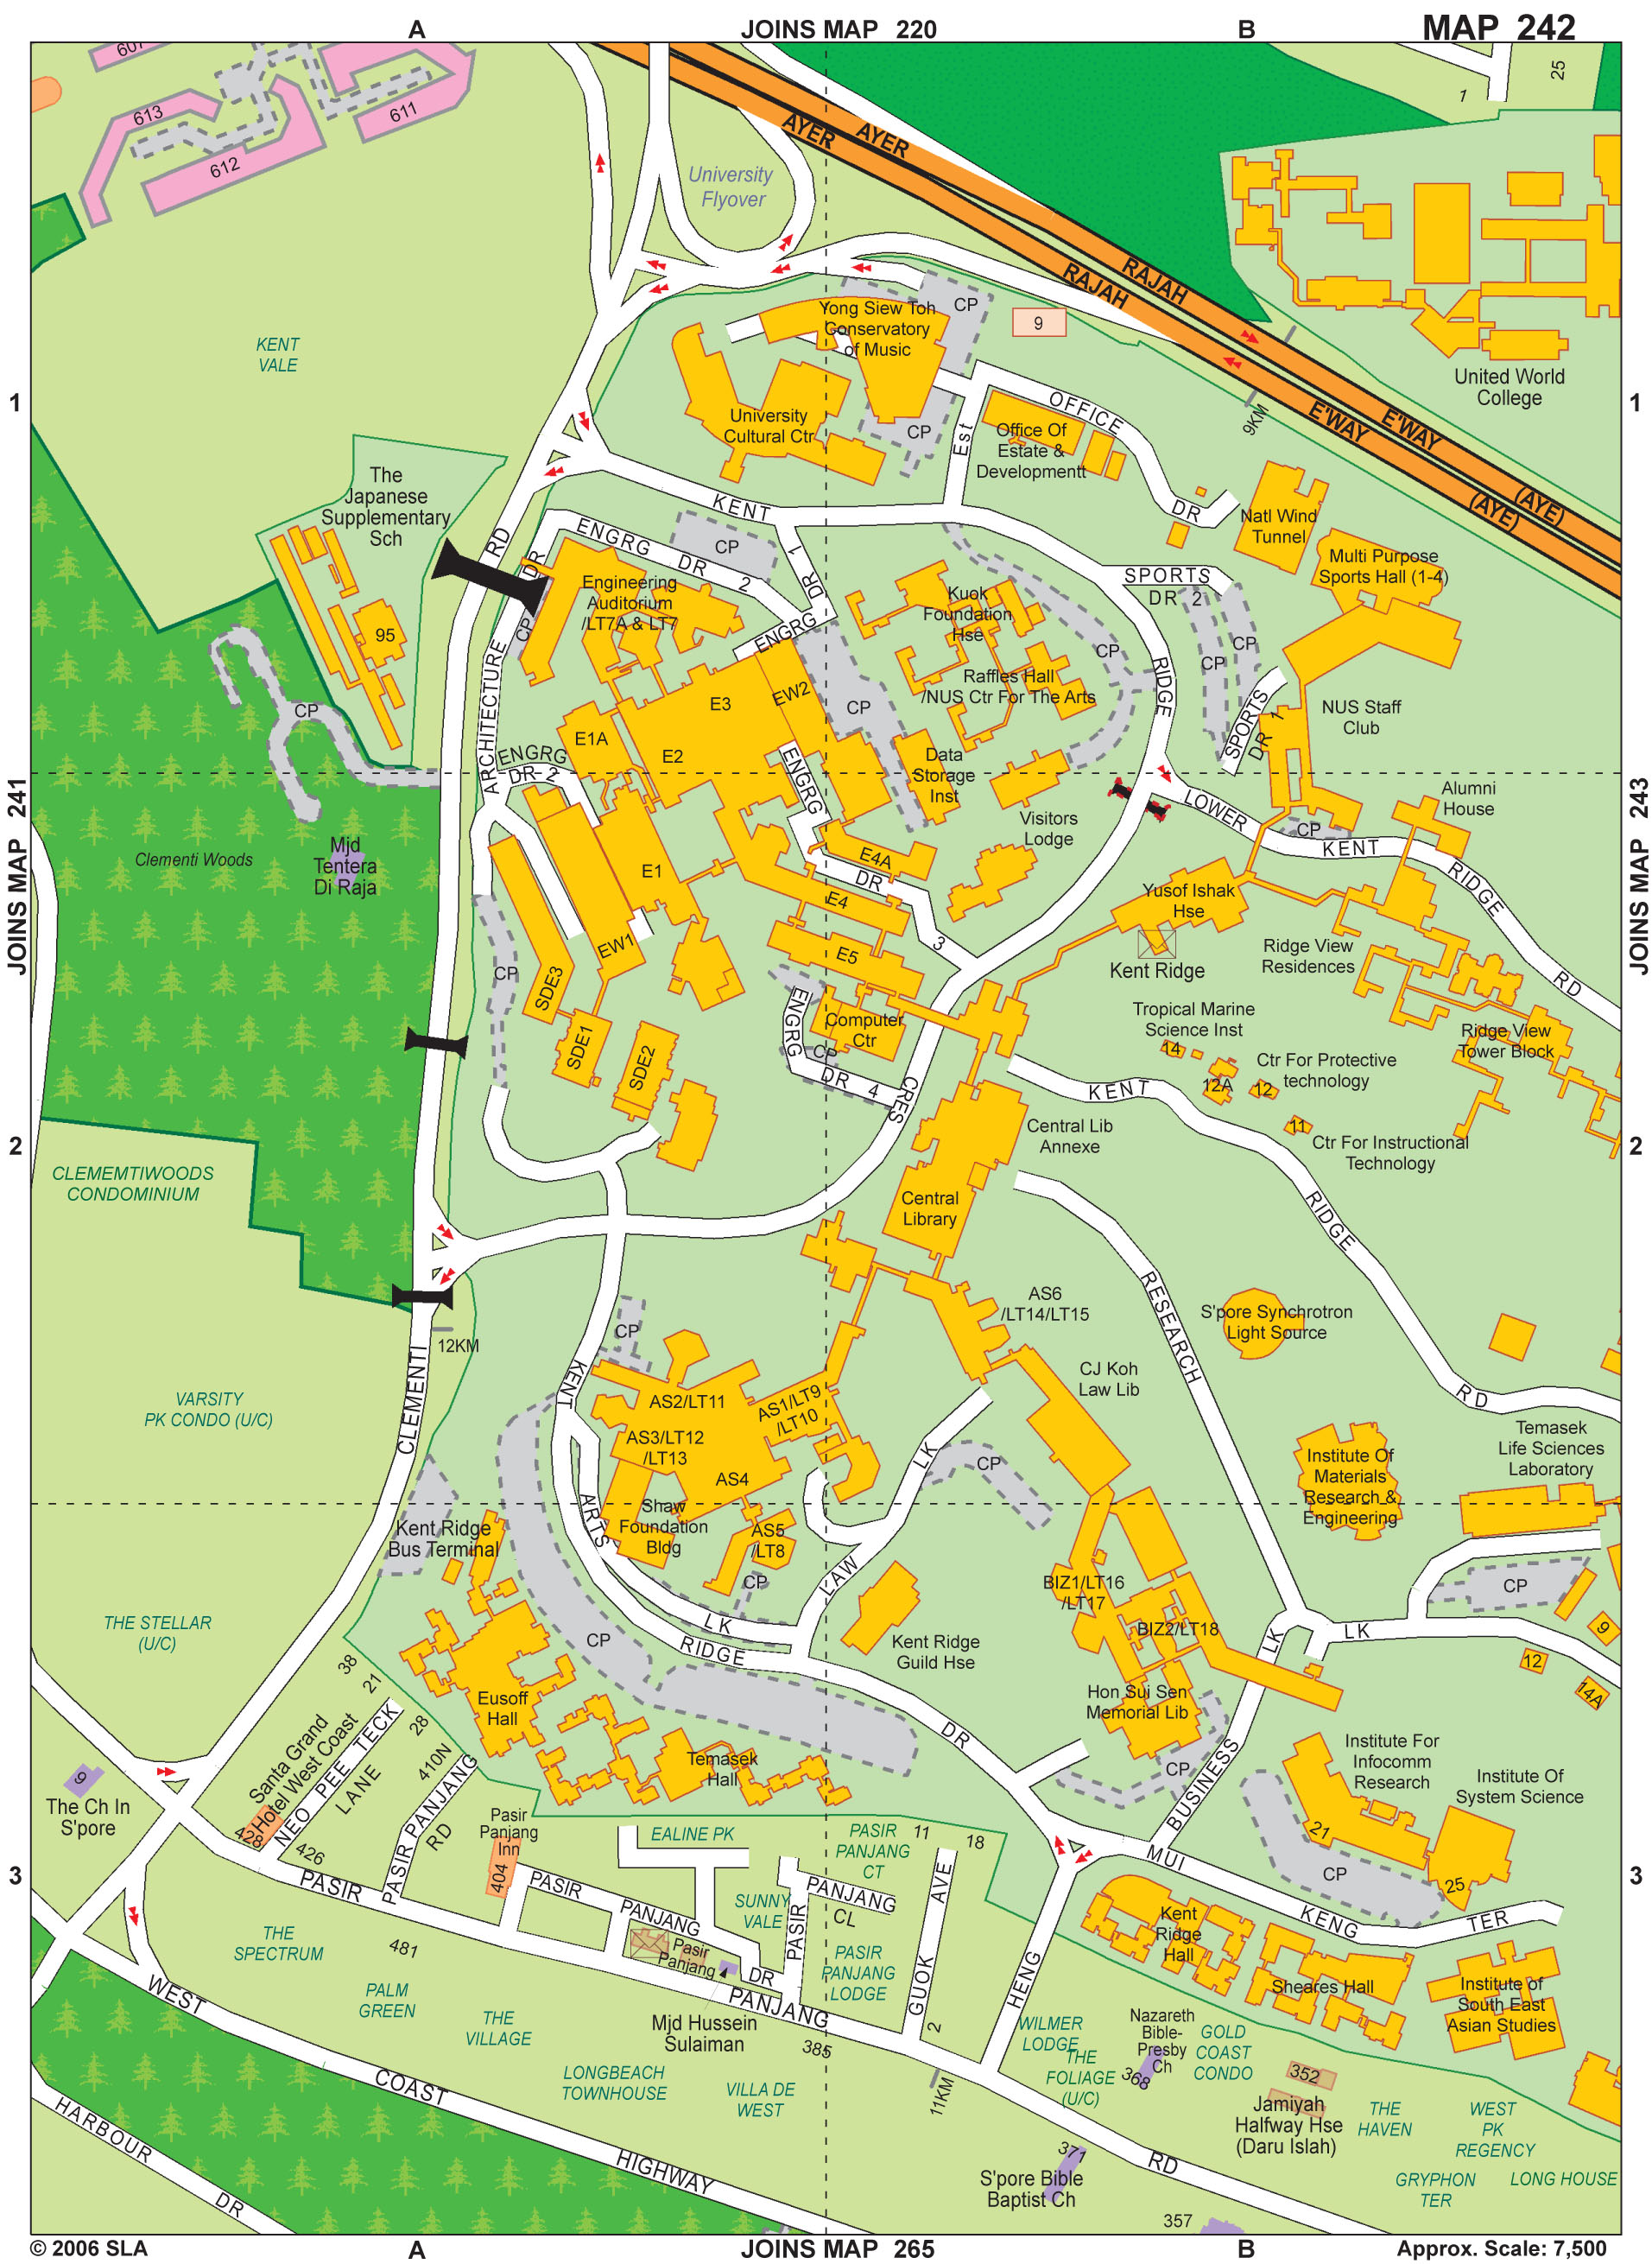 A
JOINS MAP 220
B
MAP 242
607
613
611
612
25
1
AYER
AYER
University
Flyover
RAJAH
RAJAH
E'WAY
E'WAY
(AYE)
(AYE)
9KM
United World
College
KENT
VALE
1
1
Yong Siew Toh
Conservatory
of Music
CP
9
University
Cultural Ctr
CP
Est
OFFICE
DR
Office Of
Estate &
Developmentt
The
Japanese
Supplementary
Sch
95
RD
KENT
ENGRG
DR
2
CP
DR
1
DR
ENGRG
Natl Wind
Tunnel
Multi Purpose
Sports Hall (1-4)
SPORTS
DR 2
Engineering
Auditorium
/LT7A & LT7
CP
Kuok
Foundation
Hse
CP
CP
CP
RIDGE
Raffles Hall
/NUS Ctr For The Arts
NUS Staff
Club
SPORTS
DR 1
ARCHITECTURE
E3
EW2
CP
E1A
E2
ENGRG
DR 2
ENGRG
Data
Storage
Inst
CP
JOINS MAP 241
JOINS MAP 243
Visitors
Lodge
LOWER
KENT
RIDGE
RD
CP
Alumni
House
Clementi Woods
Mjd
Tentera
Di Raja
E1
E4A
DR
3
E4
E5
EW1
SDE3
CP
Yusof Ishak
Hse
Kent Ridge
Ridge View
Residences
Tropical Marine
Science Inst
14
12A
12
11
Ctr For Protective
technology
Ridge View
Tower Block
Ctr For Instructional
Technology
ENGRG
Computer
Ctr
CP
DR 4
CRES
SDE1
SDE2
KENT
RIDGE
RD
2
2
CLEMEMTIWOODS
CONDOMINIUM
Central Lib
Annexe
Central
Library
RESEARCH
AS6
/LT14/LT15
S'pore Synchrotron
Light Source
12KM
CP
CLEMENTI
KENT
VARSITY
PK CONDO (U/C)
CJ Koh
Law Lib
AS2/LT11
AS1/LT9
/LT10
AS3/LT12
/LT13
AS4
LK
CP
Institute Of
Materials
Research &
Engineering
Temasek
Life Sciences
Laboratory
Kent Ridge
Bus Terminal
ARTS
Shaw
Foundation
Bldg
AS5
/LT8
CP
LAW
BIZ1/LT16
/LT17
BIZ2/LT18
CP
THE STELLAR
(U/C)
CP
LK
RIDGE
Kent Ridge
Guild Hse
LK
LK
9
12
14A
38
21
28
410N
Eusoff
Hall
Hon Sui Sen
Memorial Lib
DR
Temasek
Hall
CP
BUSINESS
Institute For
Infocomm
Research
Institute Of
System Science
9
The Ch In
S'pore
Santa Grand
Hotel West Coast
428
NEO PEE TECK
LANE
426
PASIR PANJANG
RD
Pasir
Panjang
Inn
404
EALINE PK
PASIR
PANJANG
CT
11
18
21
CP
25
MUI
KENG
TER
3
3
PASIR
PASIR
PANJANG
DR
SUNNY
VALE
PASIR
PANJANG
CL
PASIR
PANJANG
LODGE
GUOK
AVE
2
HENG
Kent
Ridge
Hall
Sheares Hall
Institute of
South East
Asian Studies
THE
SPECTRUM
481
Pasir
Panjang
PANJANG
Mjd Hussein
Sulaiman
385
WEST
COAST
HIGHWAY
PALM
GREEN
THE
VILLAGE
LONGBEACH
TOWNHOUSE
VILLA DE
WEST
11KM
WILMER
LODGE
THE
FOLIAGE
(U/C)
Nazareth
Bible-
Presby
Ch
368
GOLD
COAST
CONDO
352
Jamiyah
Halfway Hse
(Daru Islah)
THE
HAVEN
WEST
PK
REGENCY
GRYPHON
TER
LONG HOUSE
371
S'pore Bible
Baptist Ch
RD
357
HARBOUR
DR
© 2006 SLA
A
JOINS MAP 265
B
Approx. Scale: 7,500